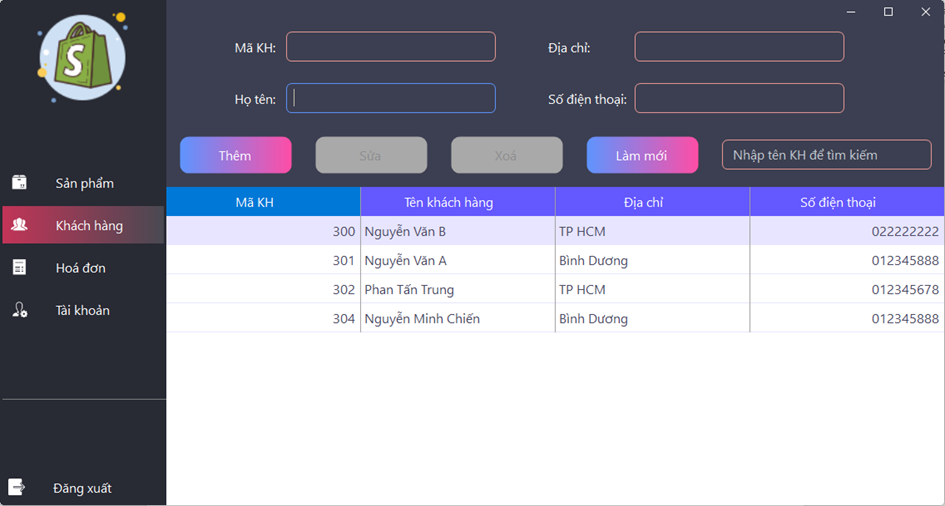 S
Mã KH:
Địa chỉ:
Họ tên:
Số điện thoại:
Thêm
Sửa
Xoá
Làm mới
Nhập tên KH để tìm kiếm
Sản phẩm
Khách hàng
Hoá đơn
Tài khoản
Đăng xuất
Mã KH Tên khách hàng Địa chỉ Số điện thoại
300 Nguyễn Văn B TP HCM 022222222
301 Nguyễn Văn A Bình Dương 012345888
302 Phan Tấn Trung TP HCM 012345678
304 Nguyễn Minh Chiến Bình Dương 012345888